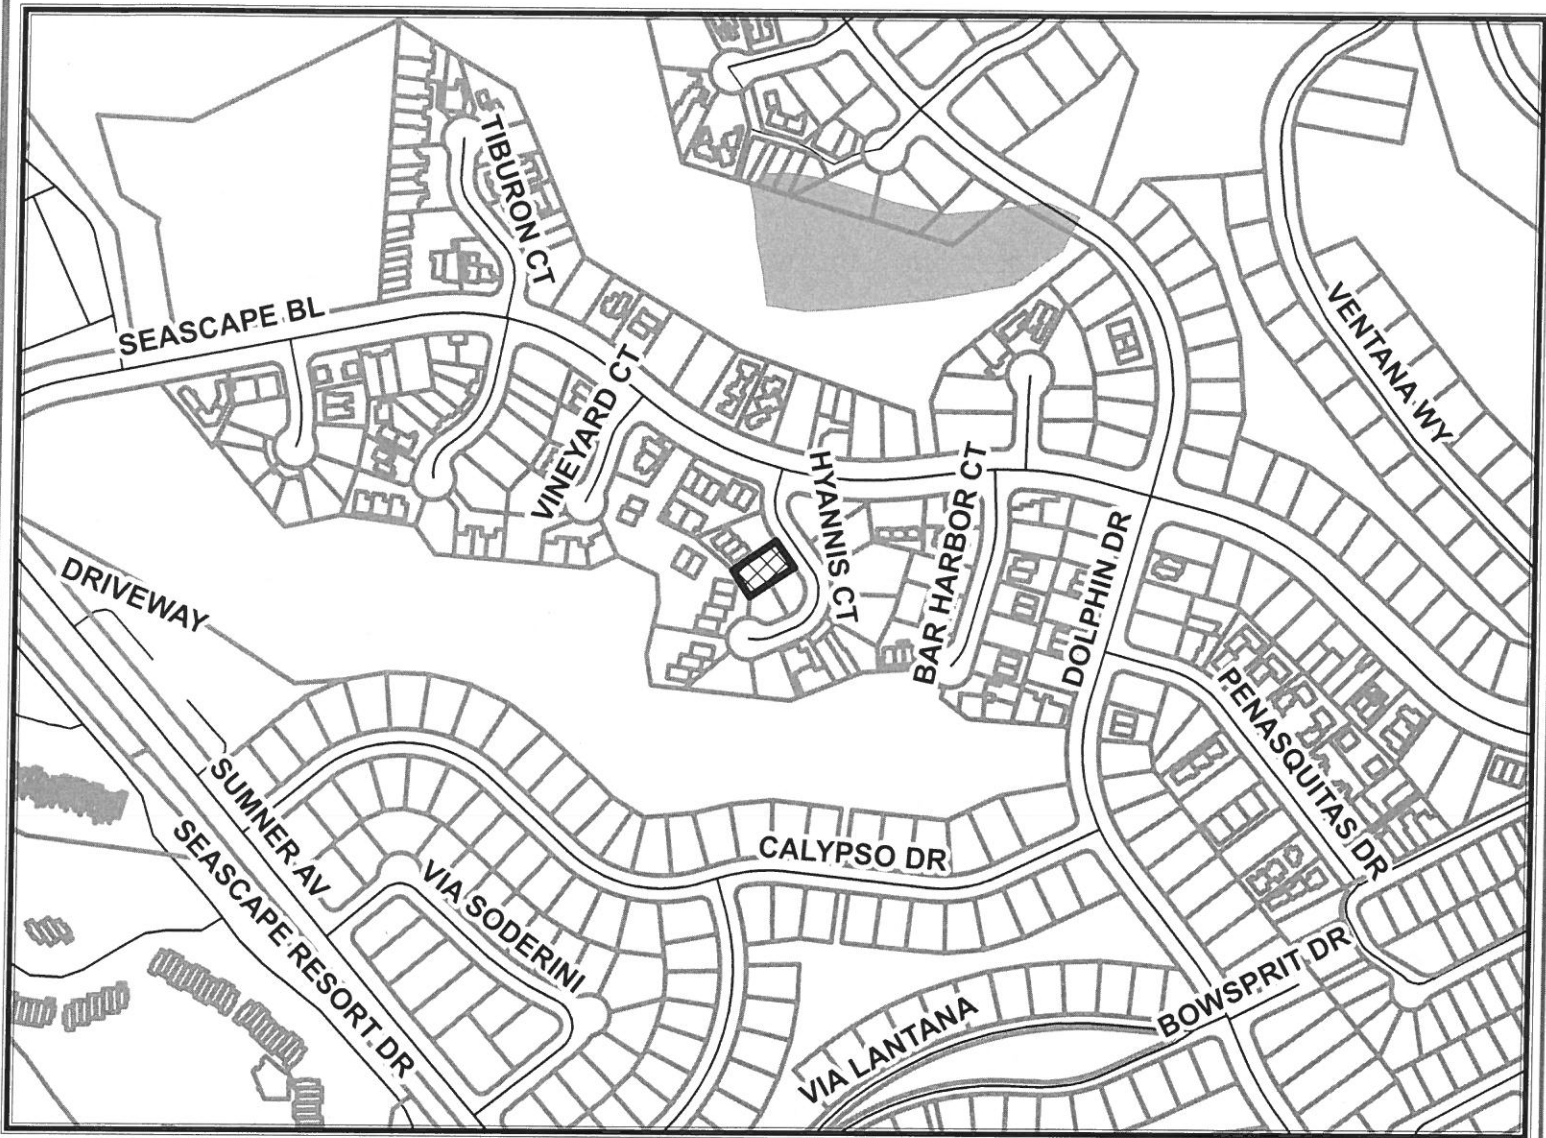 TIBURON CT
SEASCAPE BL
VENTANA WY
VINEYARD CT
HYANNIS CT
BAR HARBOR CT
DOLPHIN DR
DRIVEWAY
PENASQUITAS DR
SUMNER AV
SEASCAPE RESORT DR
CALYPSO DR
VIA SODERINI
BOWSPRIT DR
VIA LANTANA